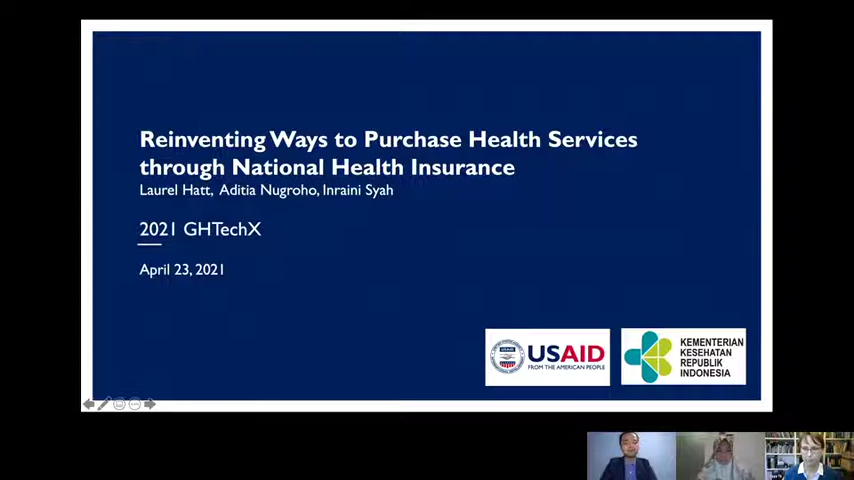 Reinventing Ways to Purchase Health Services
through National Health Insurance
Laurel Hatt, Aditia Nugroho, Inraini Syah
2021 GHTechX
April 23, 2021
USAID
FROM THE AMERICAN PEOPLE
KEMENTERIAN
KESEHATAN
REPUBLIK
INDONESIA